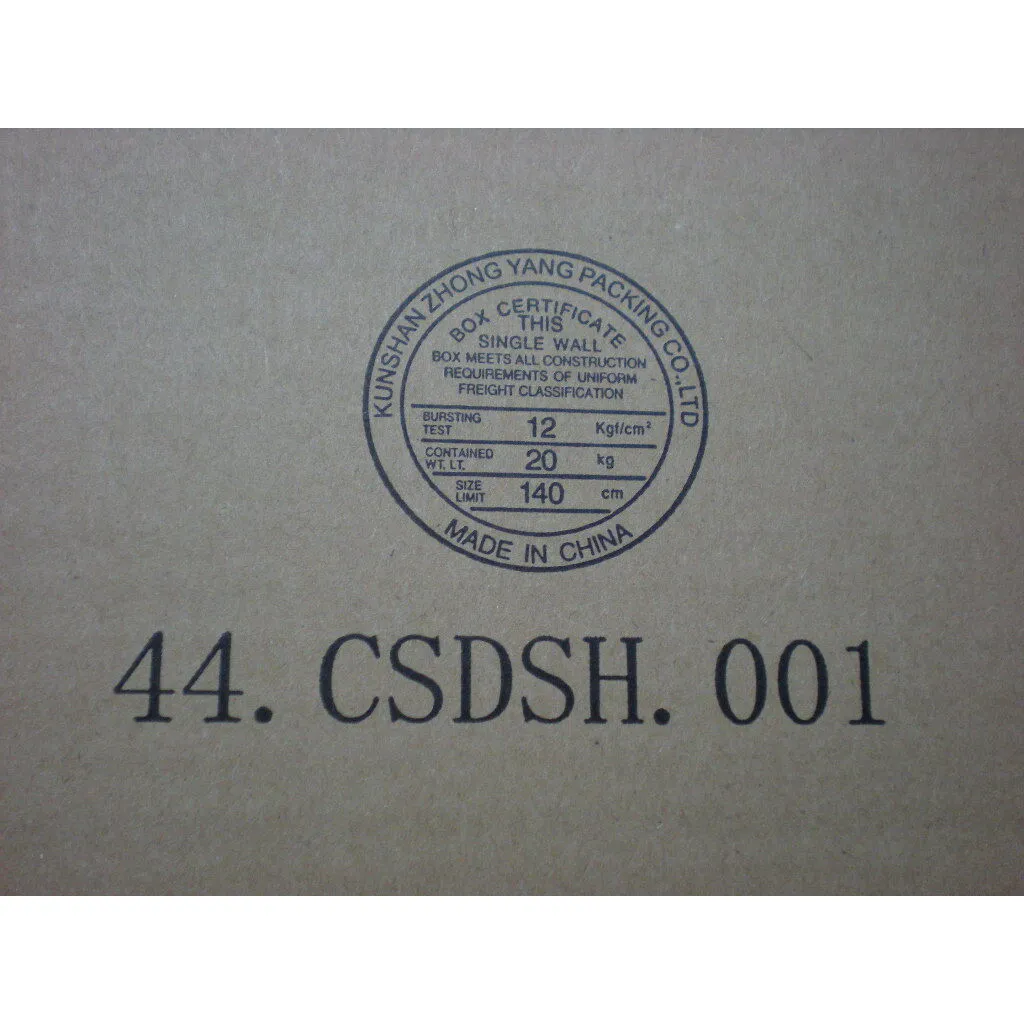 KUNSHAN ZHONG YANG PACKING CO.,LTD
BOX CERTIFICATE
THIS
SINGLE WALL
BOX MEETS ALL CONSTRUCTION
REQUIREMENTS OF UNIFORM
FREIGHT CLASSIFICATION
BURSTING TEST 12 Kgf/cm²
CONTAINED WT. LT. 20 kg
SIZE LIMIT 140 cm
MADE IN CHINA
44. CSDSH. 001